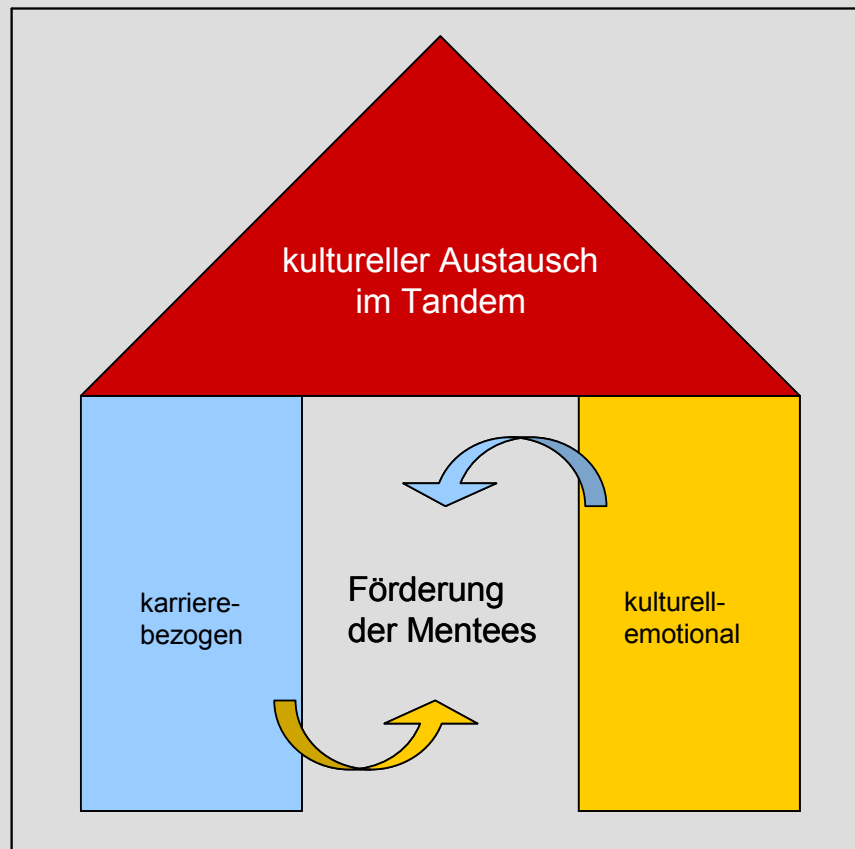 kultureller Austausch
im Tandem
karriere-
bezogen
Förderung
der Mentees
kulturell-
emotional